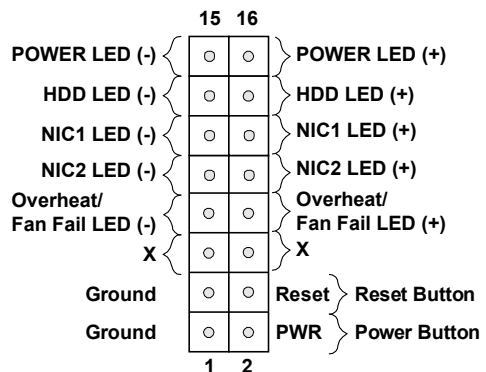 15 16
POWER LED (-) POWER LED (+)
HDD LED (-) HDD LED (+)
NIC1 LED (-) NIC1 LED (+)
NIC2 LED (-) NIC2 LED (+)
Overheat/ Overheat/
Fan Fail LED (-) Fan Fail LED (+)
X X
Ground Reset Reset Button
Ground PWR Power Button
1 2